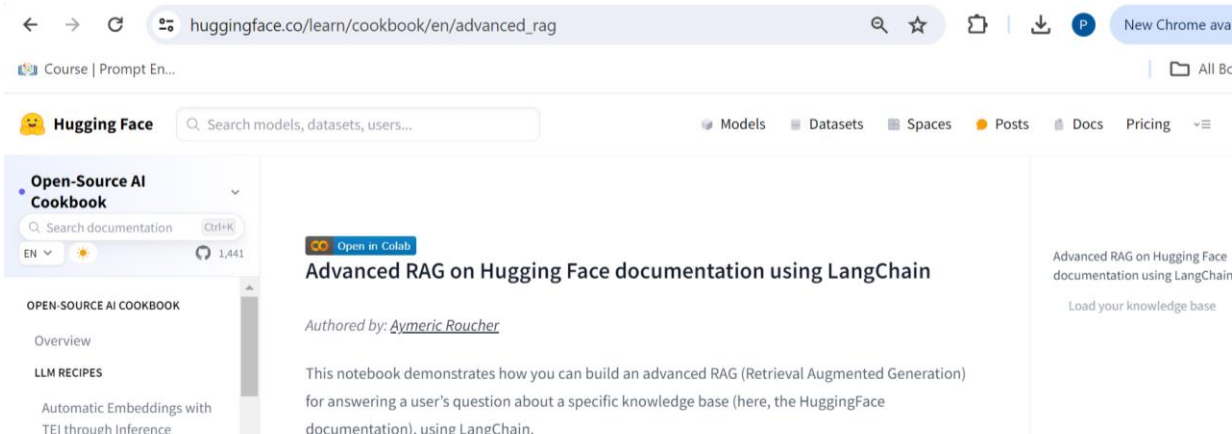 huggingface.co/learn/cookbook/en/advanced_rag
P
New Chrome ava
Course | Prompt En...
All Bo
Hugging Face
Search models, datasets, users...
Models
Datasets
Spaces
Posts
Docs
Pricing
Open-Source AI
Cookbook
Search documentation
Ctrl+K
EN
1,441
OPEN-SOURCE AI COOKBOOK
Overview
LLM RECIPES
Automatic Embeddings with
TEI through Inference
CO Open in Colab
Advanced RAG on Hugging Face documentation using LangChain
Authored by: Aymeric Roucher
This notebook demonstrates how you can build an advanced RAG (Retrieval Augmented Generation)
for answering a user's question about a specific knowledge base (here, the HuggingFace
documentation), using LangChain.
Advanced RAG on Hugging Face
documentation using LangChain
Load your knowledge base